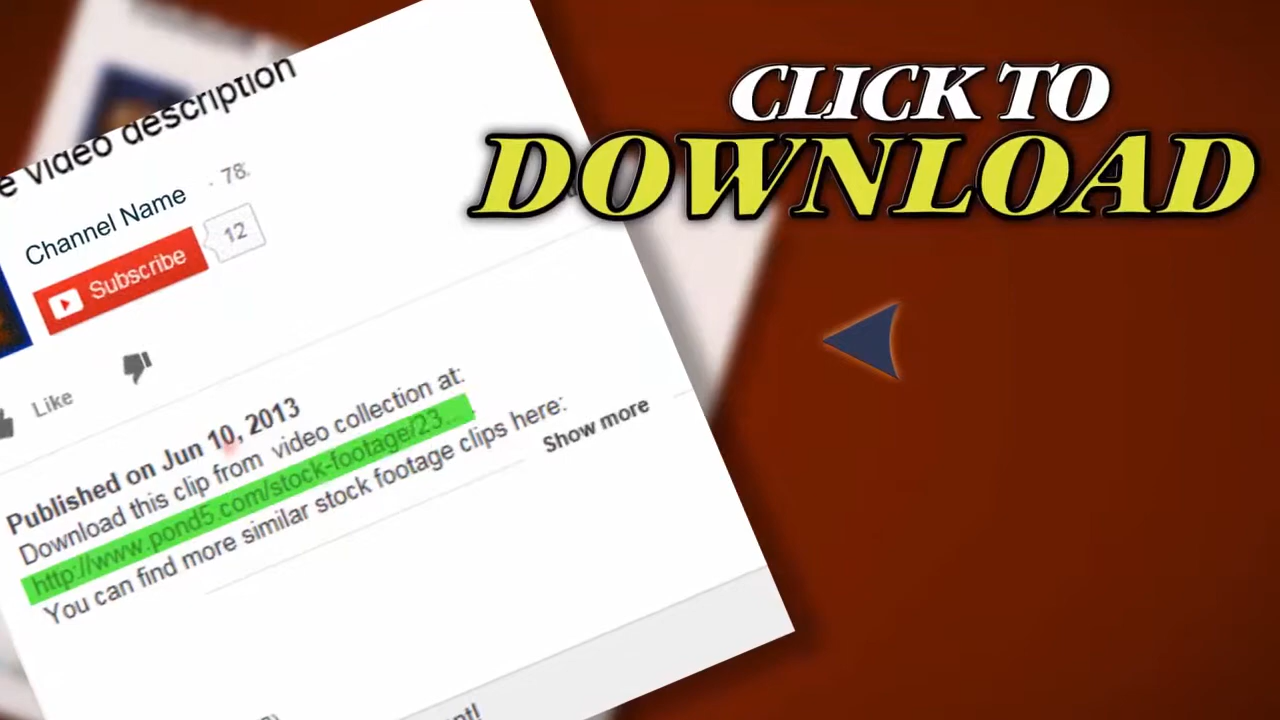 CLICK TO
DOWNLOAD
video description
Channel Name
Subscribe
12
Like
Published on Jun 10, 2013
Download this clip from video collection at:
http://www.pond5.com/stock-footage/23...
You can find more similar stock footage clips here:
Show more